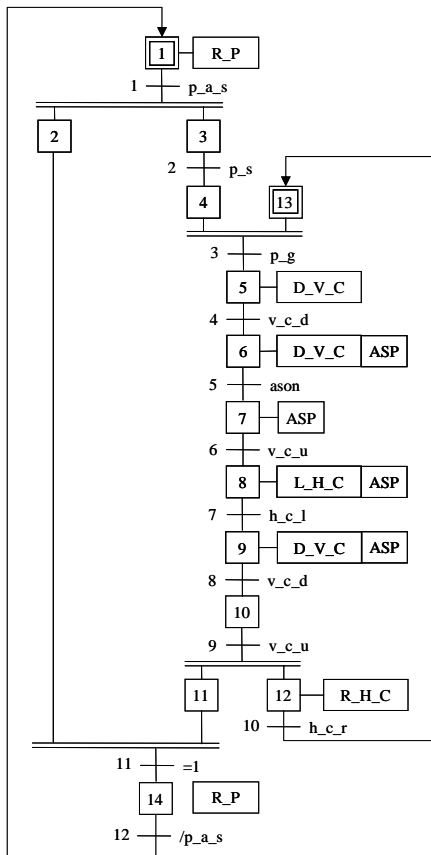 1 R_P
1 p_a_s
2 3
2 p_s
4 13
3 p_g
5 D_V_C
4 v_c_d
6 D_V_C ASP
5 ason
7 ASP
6 v_c_u
8 L_H_C ASP
7 h_c_l
9 D_V_C ASP
8 v_c_d
10
9 v_c_u
11 12 R_H_C
10 h_c_r
11 =1
14 R_P
12 /p_a_s